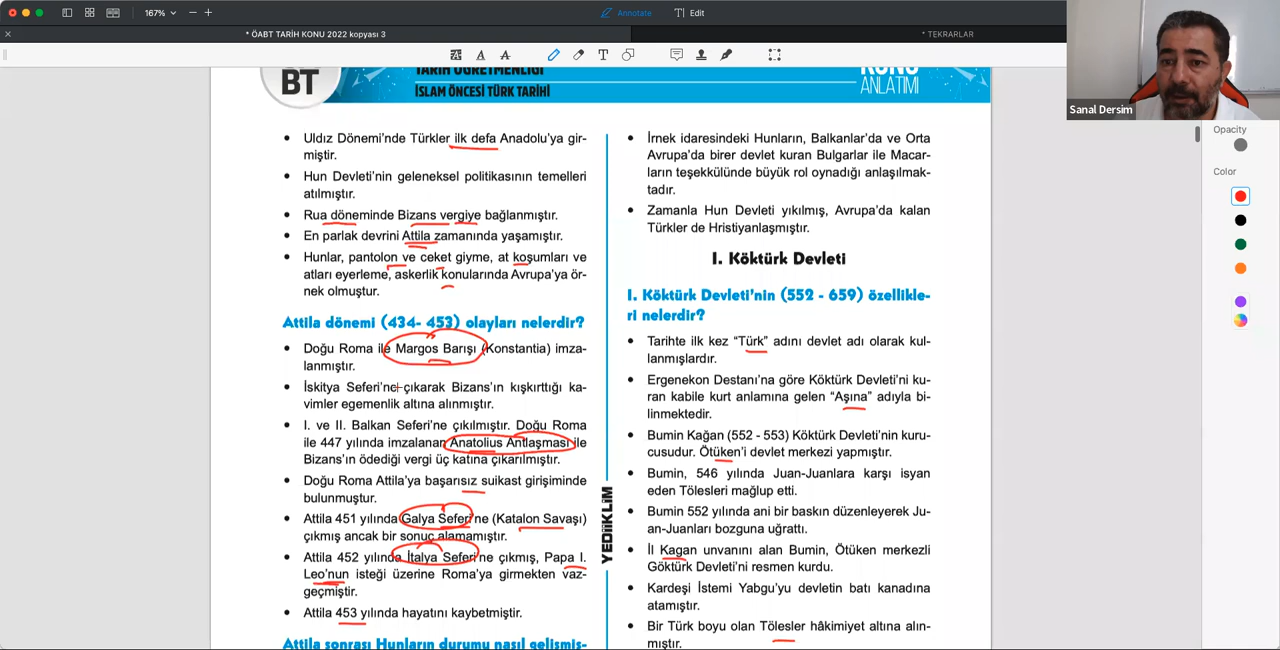 167%
Annotate
Edit
* ÖABT TARİH KONU 2022 kopyası 3
* TEKRARLAR
Sanal Dersim
Opacity
Color
BT
TARİH ÖĞRETMENLİĞİ
İSLAM ÖNCESİ TÜRK TARİHİ
KONU
ANLATIMI
• Uldız Dönemi’nde Türkler ilk defa Anadolu’ya gir-
miştir.
• Hun Devleti’nin geleneksel politikasının temelleri
atılmıştır.
• Rua döneminde Bizans vergiye bağlanmıştır.
• En parlak devrini Attila zamanında yaşamıştır.
• Hunlar, pantolon ve ceket giyme, at koşumları ve
atları eyerleme, askerlik konularında Avrupa’ya ör-
nek olmuştur.
Attila dönemi (434- 453) olayları nelerdir?
• Doğu Roma ile Margos Barışı (Konstantia) imza-
lanmıştır.
• İskitya Seferi’ne çıkarak Bizans’ın kışkırttığı ka-
vimler egemenlik altına alınmıştır.
• I. ve II. Balkan Seferi’ne çıkılmıştır. Doğu Roma
ile 447 yılında imzalanan Anatolius Antlaşması ile
Bizans’ın ödediği vergi üç katına çıkarılmıştır.
• Doğu Roma Attila’ya başarısız suikast girişiminde
bulunmuştur.
• Attila 451 yılında Galya Seferi’ne (Katalon Savaşı)
çıkmış ancak bir sonuç alamamıştır.
• Attila 452 yılında İtalya Seferi’ne çıkmış, Papa I.
Leo’nun isteği üzerine Roma’ya girmekten vaz-
geçmiştir.
• Attila 453 yılında hayatını kaybetmiştir.
Attila sonrası Hunların durumu nasıl gelişmiş-
YEDİİKLİM
• İrnek idaresindeki Hunların, Balkanlar’da ve Orta
Avrupa’da birer devlet kuran Bulgarlar ile Macar-
ların teşekkülünde büyük rol oynadığı anlaşılmak-
tadır.
• Zamanla Hun Devleti yıkılmış, Avrupa’da kalan
Türkler de Hristiyanlaşmıştır.
I. Köktürk Devleti
I. Köktürk Devleti’nin (552 - 659) özellikle-
ri nelerdir?
• Tarihte ilk kez “Türk” adını devlet adı olarak kul-
lanmışlardır.
• Ergenekon Destanı’na göre Köktürk Devleti’ni ku-
ran kabile kurt anlamına gelen “Aşına” adıyla bi-
linmektedir.
• Bumin Kağan (552 - 553) Köktürk Devleti’nin kuru-
cusudur. Ötüken’i devlet merkezi yapmıştır.
• Bumin, 546 yılında Juan-Juanlara karşı isyan
eden Tölesleri mağlup etti.
• Bumin 552 yılında ani bir baskın düzenleyerek Ju-
an-Juanları bozguna uğrattı.
• İl Kagan unvanını alan Bumin, Ötüken merkezli
Göktürk Devleti’ni resmen kurdu.
• Kardeşi İstemi Yabgu’yu devletin batı kanadına
atamıştır.
• Bir Türk boyu olan Tölesler hâkimiyet altına alın-
mıştır.